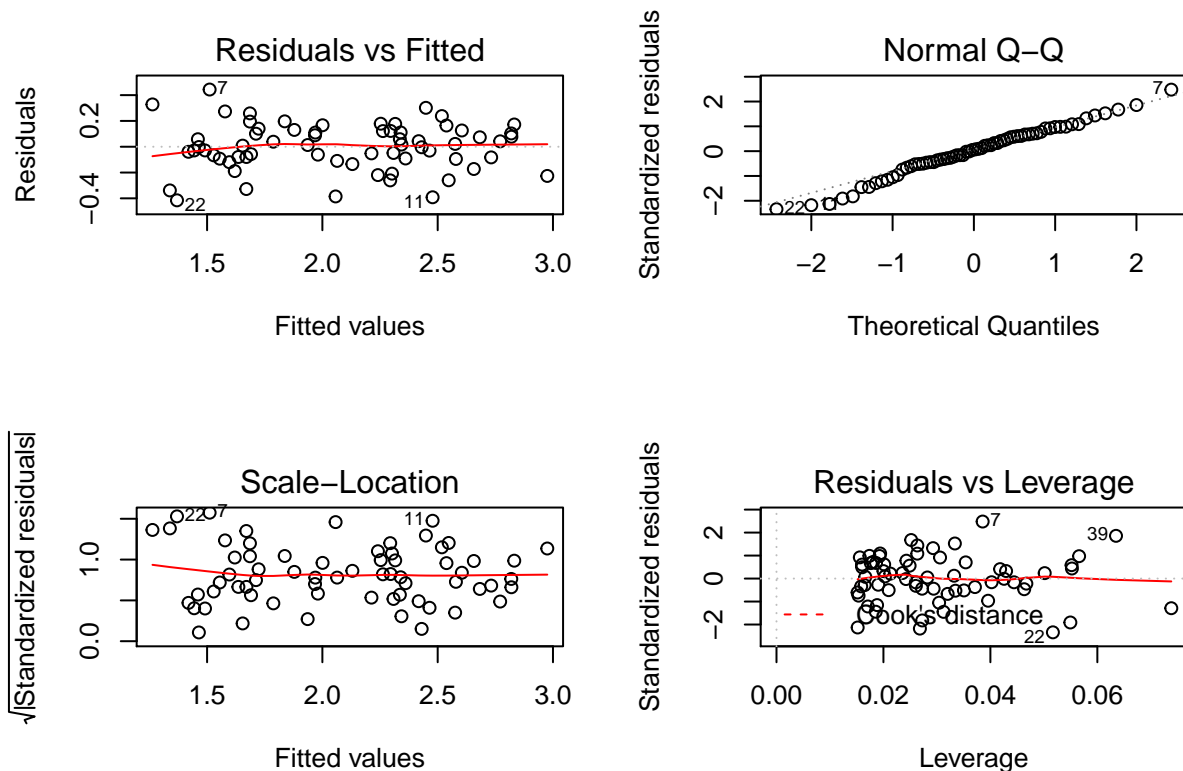 Residuals vs Fitted
Residuals
0.2
−0.4
7
22
11
1.5 2.0 2.5 3.0
Fitted values
Normal Q−Q
Standardized residuals
2
0
−2
7
22
−2 −1 0 1 2
Theoretical Quantiles
Scale−Location
√|Standardized residuals|
1.0
0.0
22
7
11
1.5 2.0 2.5 3.0
Fitted values
Residuals vs Leverage
Standardized residuals
2
0
−2
7
39
22
Cook's distance
0.00 0.02 0.04 0.06
Leverage